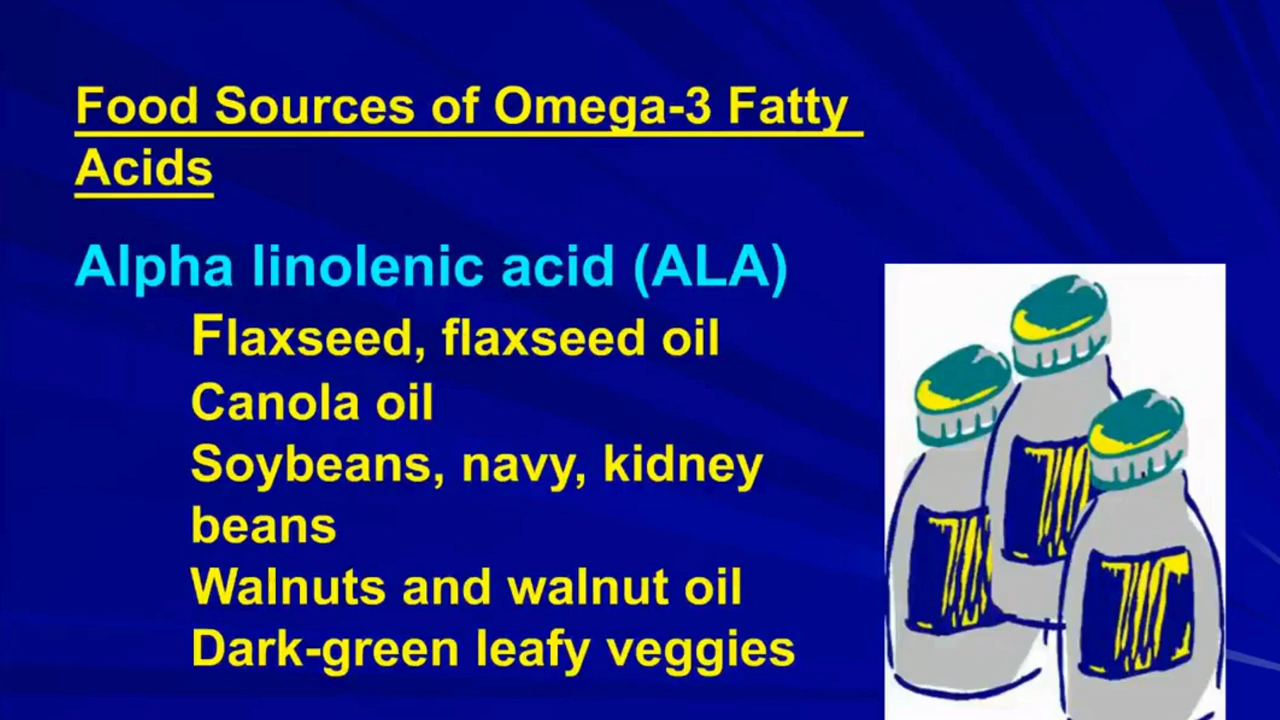 Food Sources of Omega-3 Fatty
Acids
Alpha linolenic acid (ALA)
Flaxseed, flaxseed oil
Canola oil
Soybeans, navy, kidney
beans
Walnuts and walnut oil
Dark-green leafy veggies